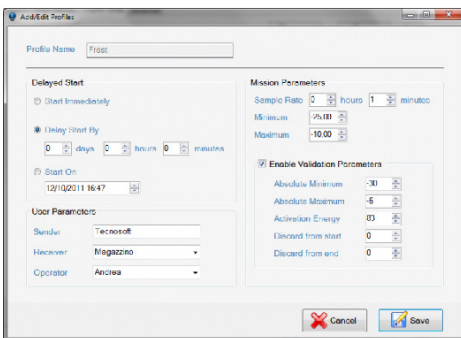 Add/Edit Profiles
Profile Name Frost
Delayed Start
Start Immediately
Delay Start By
0 days 0 hours 0 minutes
Start On
12/10/2011 16:47
User Parameters
Sender Tecnosoft
Receiver Magazzino
Operator Andrea
Mission Parameters
Sample Rate 0 hours 1 minutes
Minimum -25.00
Maximum -10.00
Enable Validation Parameters
Absolute Minimum -30
Absolute Maximum -5
Activation Energy 83
Discard from start 0
Discard from end 0
Cancel Save